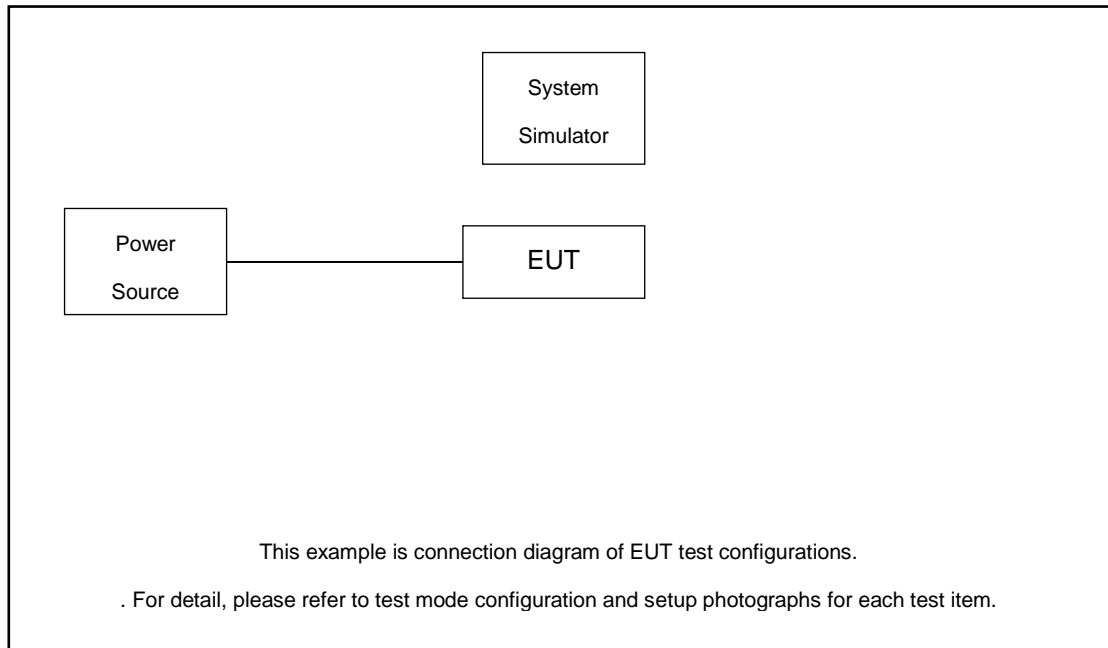 System
Simulator
Power
Source
EUT
This example is connection diagram of EUT test configurations.
. For detail, please refer to test mode configuration and setup photographs for each test item.